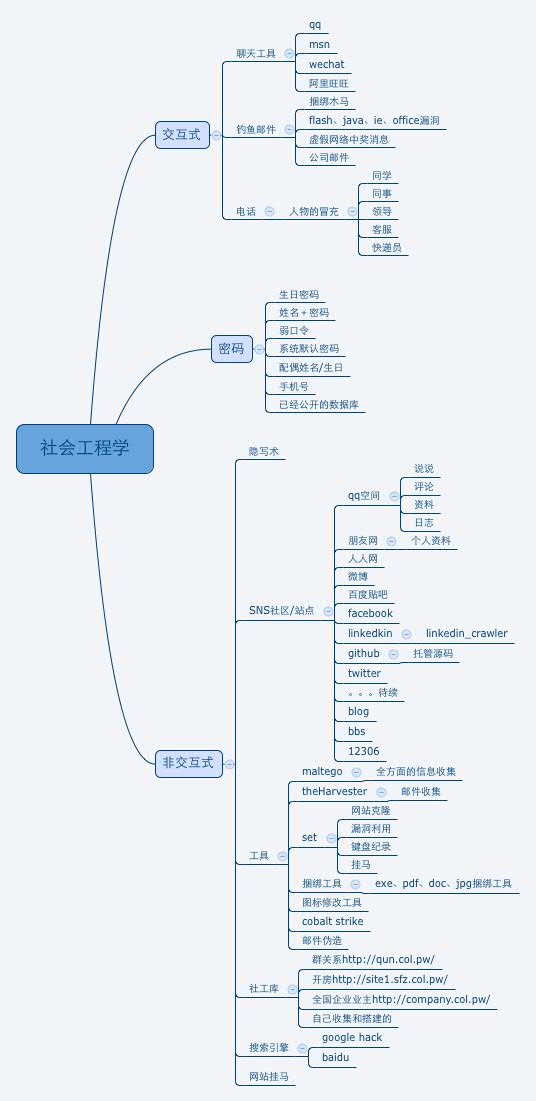 社会工程学
交互式
聊天工具
qq
msn
wechat
阿里旺旺
钓鱼邮件
捆绑木马
flash、java、ie、office漏洞
虚假网络中奖消息
公司邮件
电话
人物的冒充
同学
同事
领导
客服
快递员
密码
生日密码
姓名+密码
弱口令
系统默认密码
配偶姓名/生日
手机号
已经公开的数据库
非交互式
隐写术
SNS社区/站点
qq空间
说说
评论
资料
日志
朋友网
个人资料
人人网
微博
百度贴吧
facebook
linkedkin
linkedin_crawler
github
托管源码
twitter
。。。待续
blog
bbs
12306
工具
maltego
全方面的信息收集
theHarvester
邮件收集
set
网站克隆
漏洞利用
键盘纪录
挂马
捆绑工具
exe、pdf、doc、jpg捆绑工具
图标修改工具
cobalt strike
邮件伪造
社工库
群关系http://qun.col.pw/
开房http://site1.sfz.col.pw/
全国企业业主http://company.col.pw/
自己收集和搭建的
搜索引擎
google hack
baidu
网站挂马